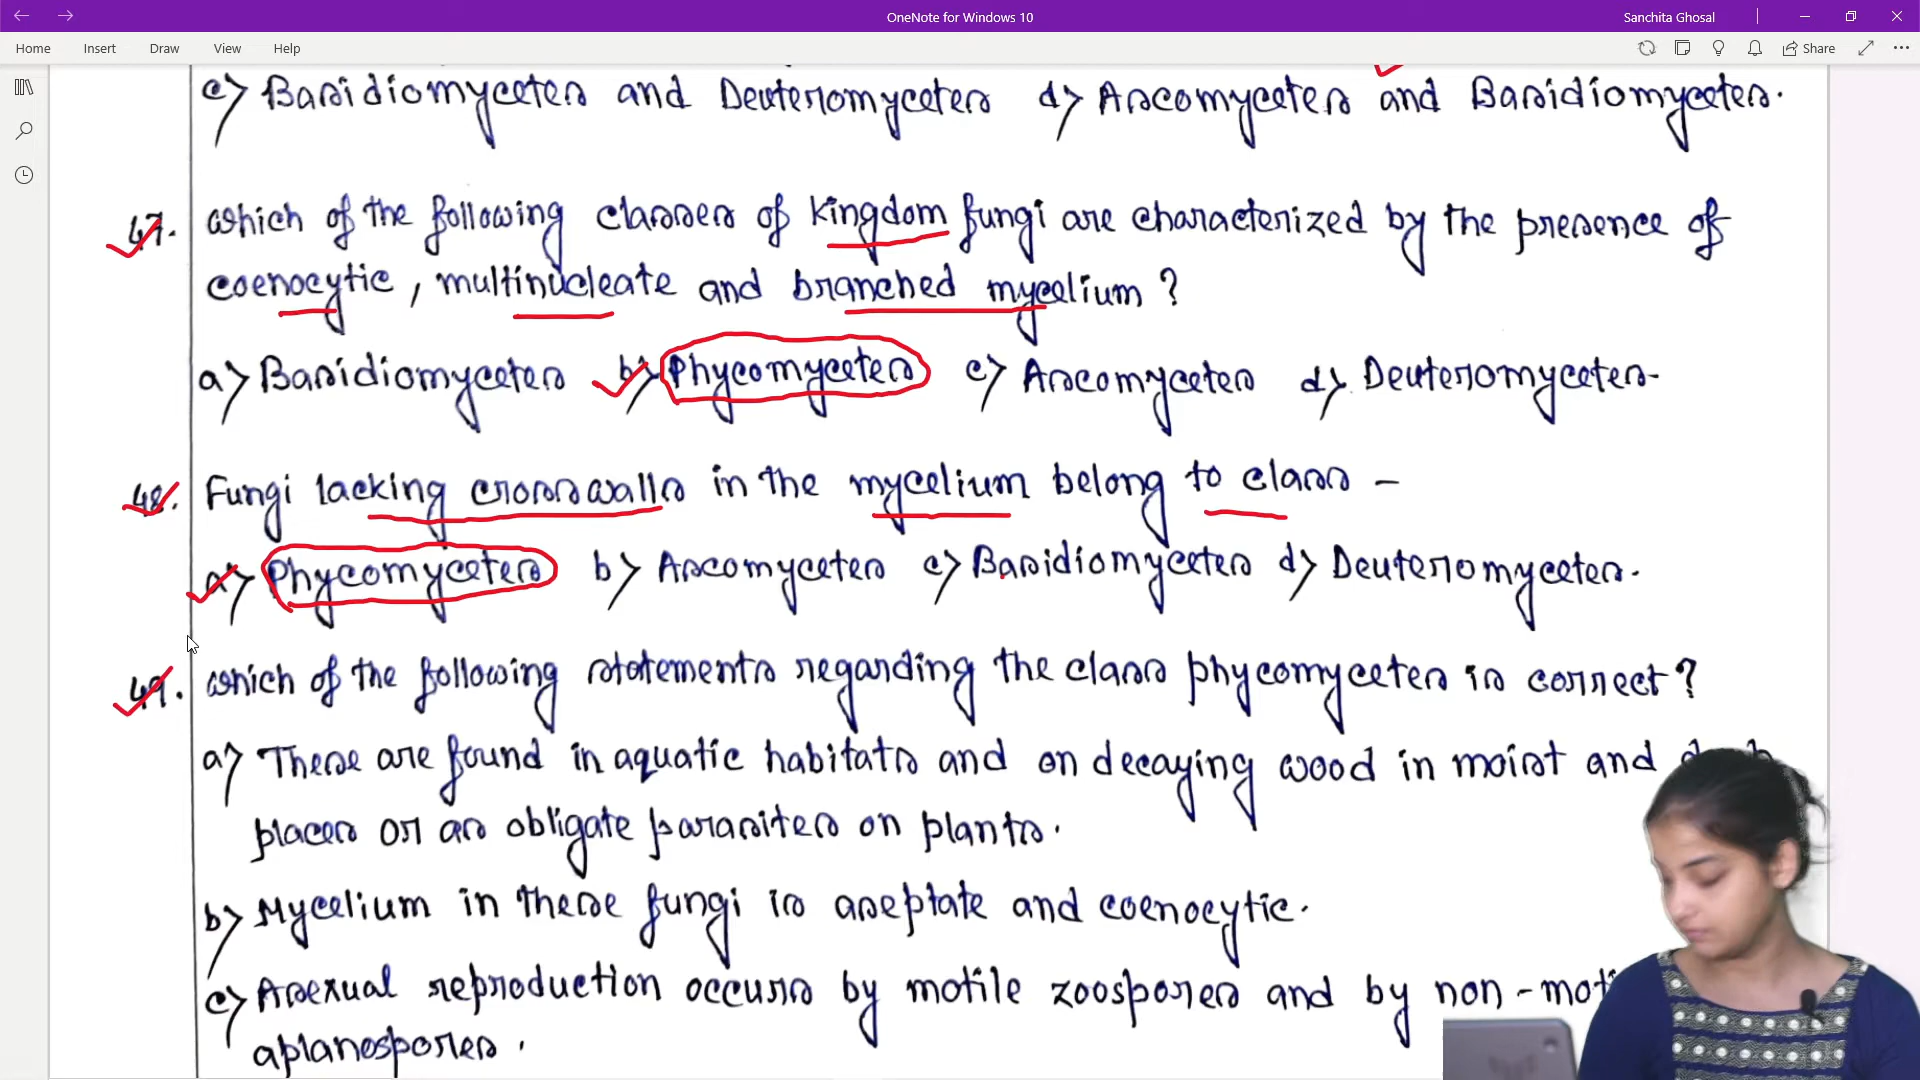 OneNote for Windows 10
Sanchita Ghosal
Home Insert Draw View Help
Share
c) Basidiomycetes and Deuteromycetes d) Ascomycetes and Basidiomycetes.
47. Which of the following classes of kingdom fungi are characterized by the presence of
coenocytic, multinucleate and branched mycelium?
a) Basidiomycetes b) Phycomycetes c) Ascomycetes d) Deuteromycetes.
48. Fungi lacking crosswalls in the mycelium belong to class –
a) Phycomycetes b) Ascomycetes c) Basidiomycetes d) Deuteromycetes.
49. Which of the following statements regarding the class phycomycetes is correct?
a) These are found in aquatic habitats and on decaying wood in moist and
places or as obligate parasites on plants.
b) Mycelium in these fungi is aseptate and coenocytic.
c) Asexual reproduction occurs by motile zoospores and by non-moti
aplanospores.